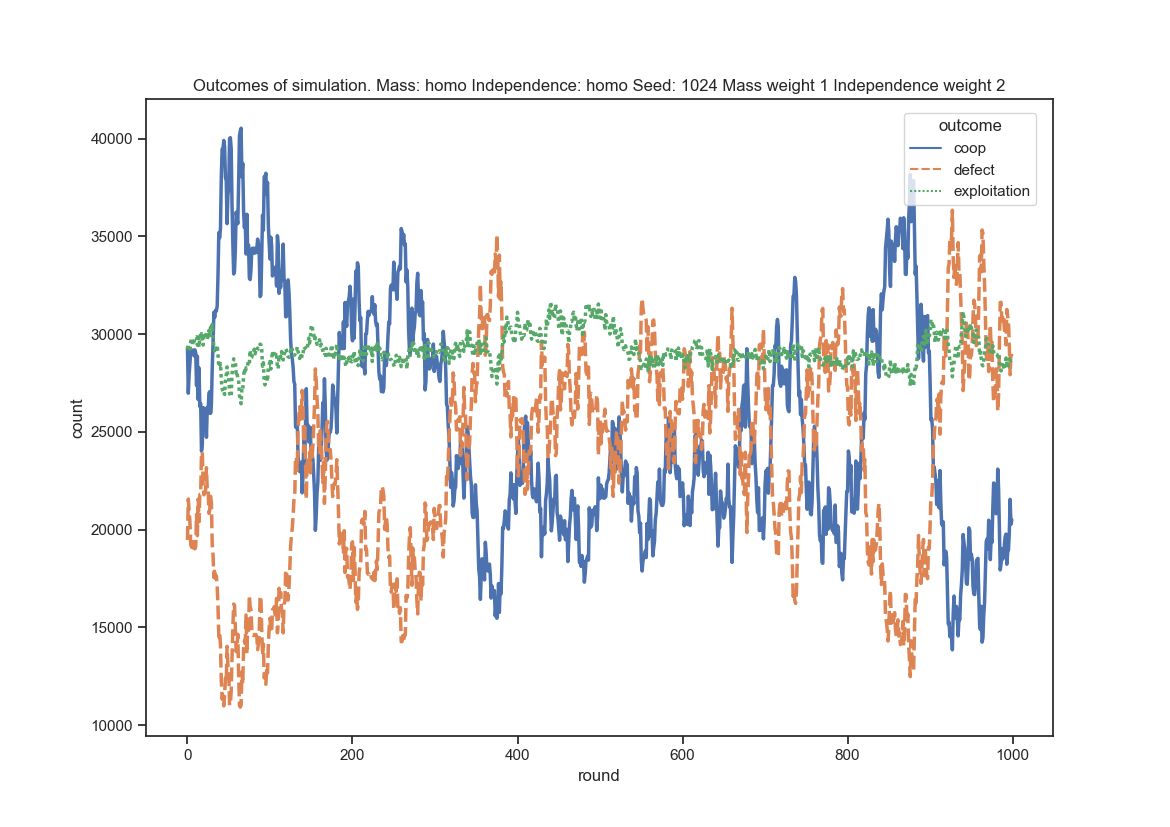 Outcomes of simulation. Mass: homo Independence: homo Seed: 1024 Mass weight 1 Independence weight 2
outcome
coop
defect
exploitation
40000
35000
30000
25000
20000
15000
10000
count
0 200 400 600 800 1000
round